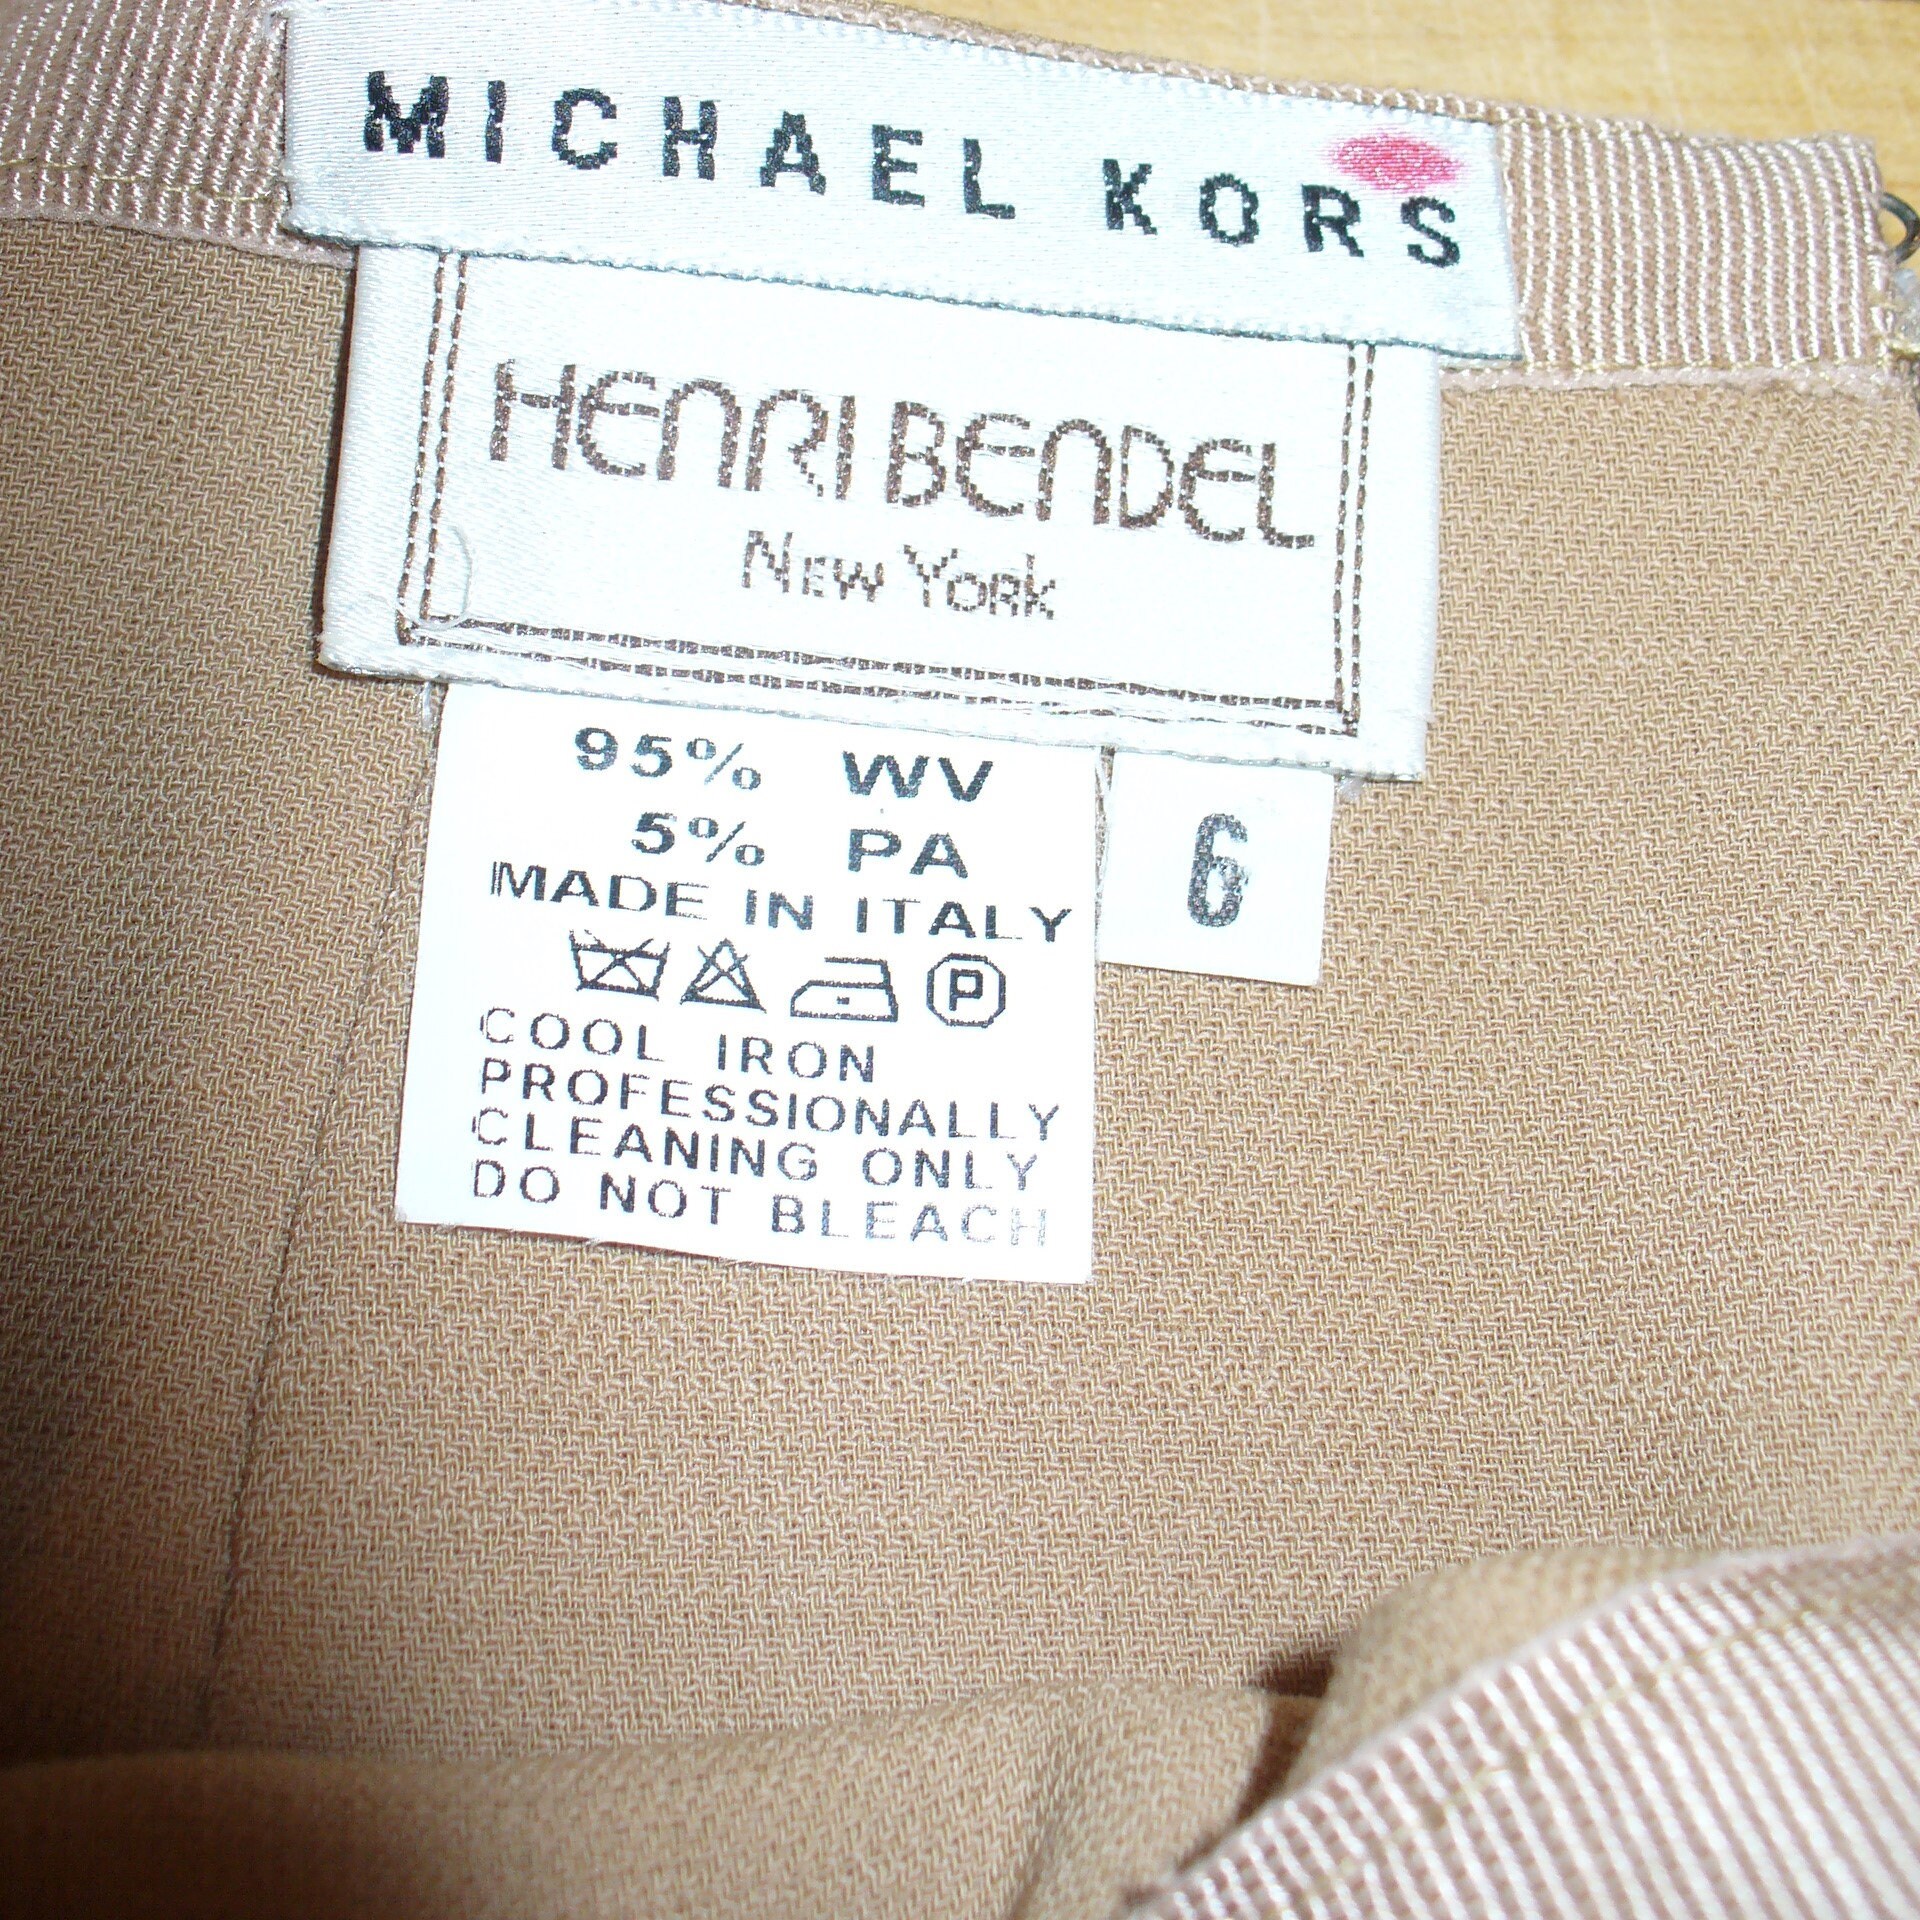 MICHAEL KORS
HENRI BENDEL
NEW YORK
95% WV
5% PA
MADE IN ITALY
P
COOL IRON
PROFESSIONALLY
CLEANING ONLY
DO NOT BLEACH
6